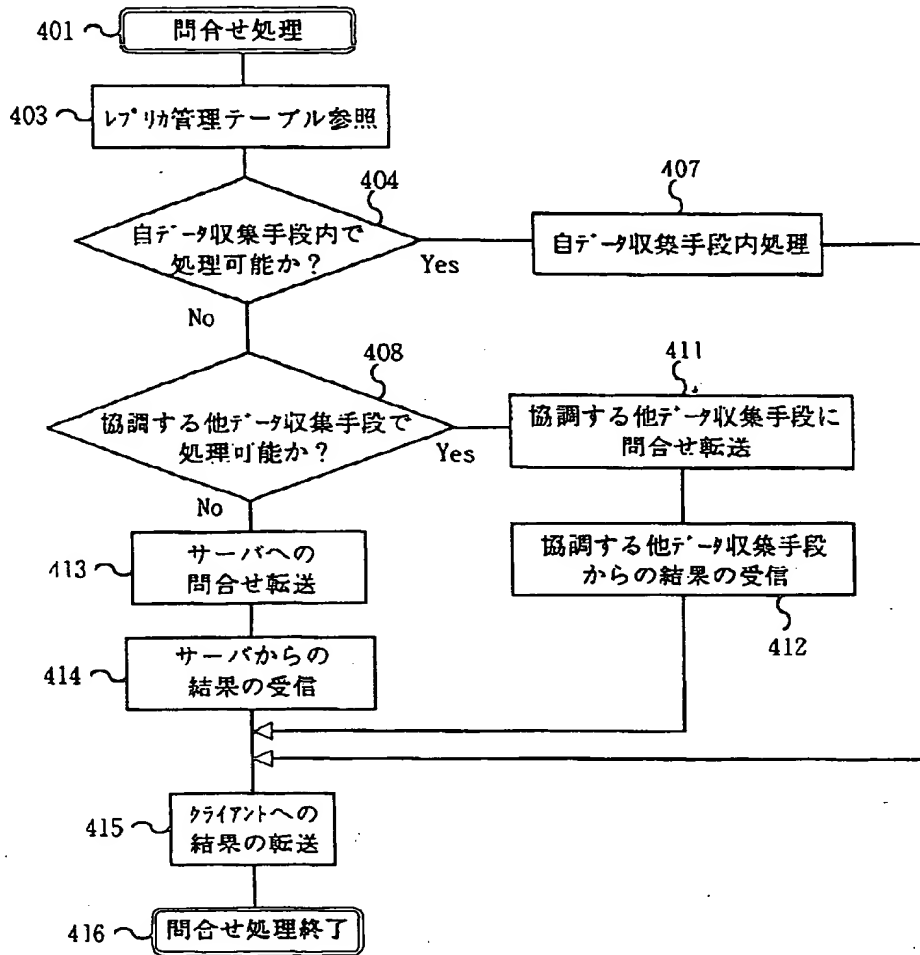 401
問合せ処理
403
レプリカ管理テーブル参照
404
自データ収集手段内で
処理可能か？
Yes
No
407
自データ収集手段内処理
408
協調する他データ収集手段で
処理可能か？
Yes
No
411
協調する他データ収集手段に
問合せ転送
協調する他データ収集手段
からの結果の受信
412
413
サーバへの
問合せ転送
414
サーバからの
結果の受信
415
クライアントへの
結果の転送
416
問合せ処理終了